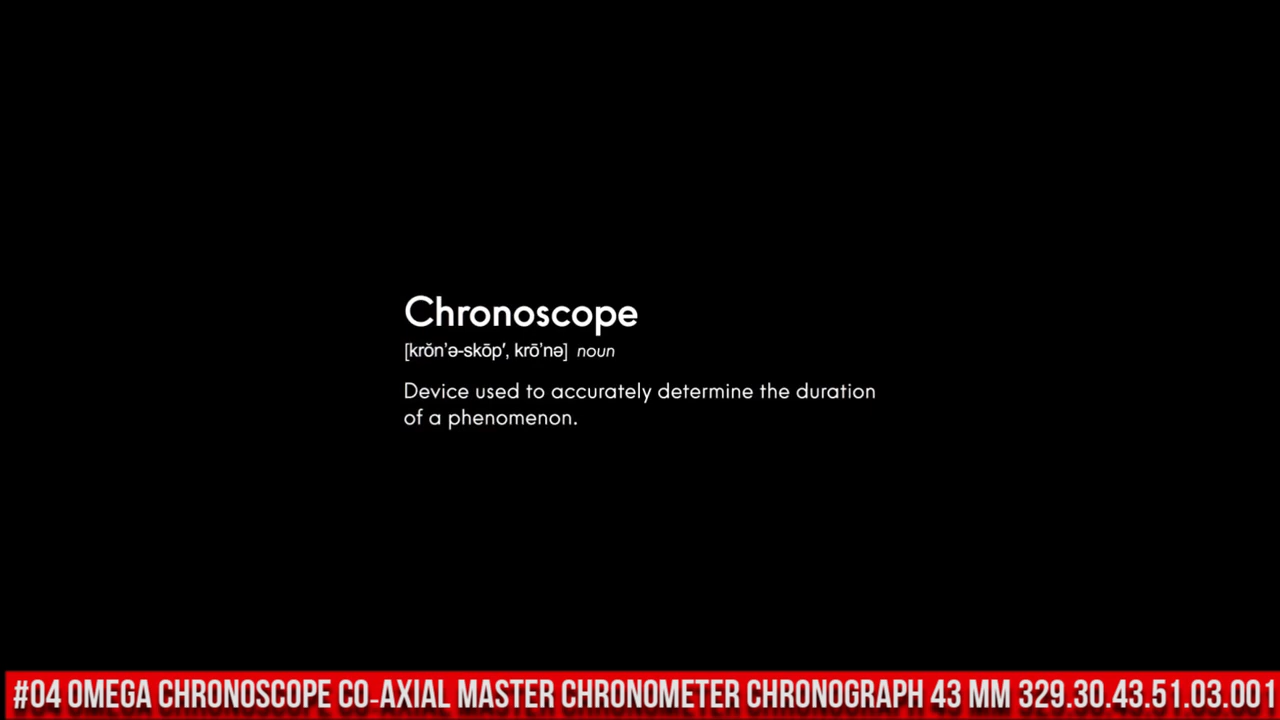 Chronoscope
[krŏn’ə-skōp′, krō’nə] noun
Device used to accurately determine the duration
of a phenomenon.
#04 OMEGA CHRONOSCOPE CO-AXIAL MASTER CHRONOMETER CHRONOGRAPH 43 MM 329.30.43.51.03.001